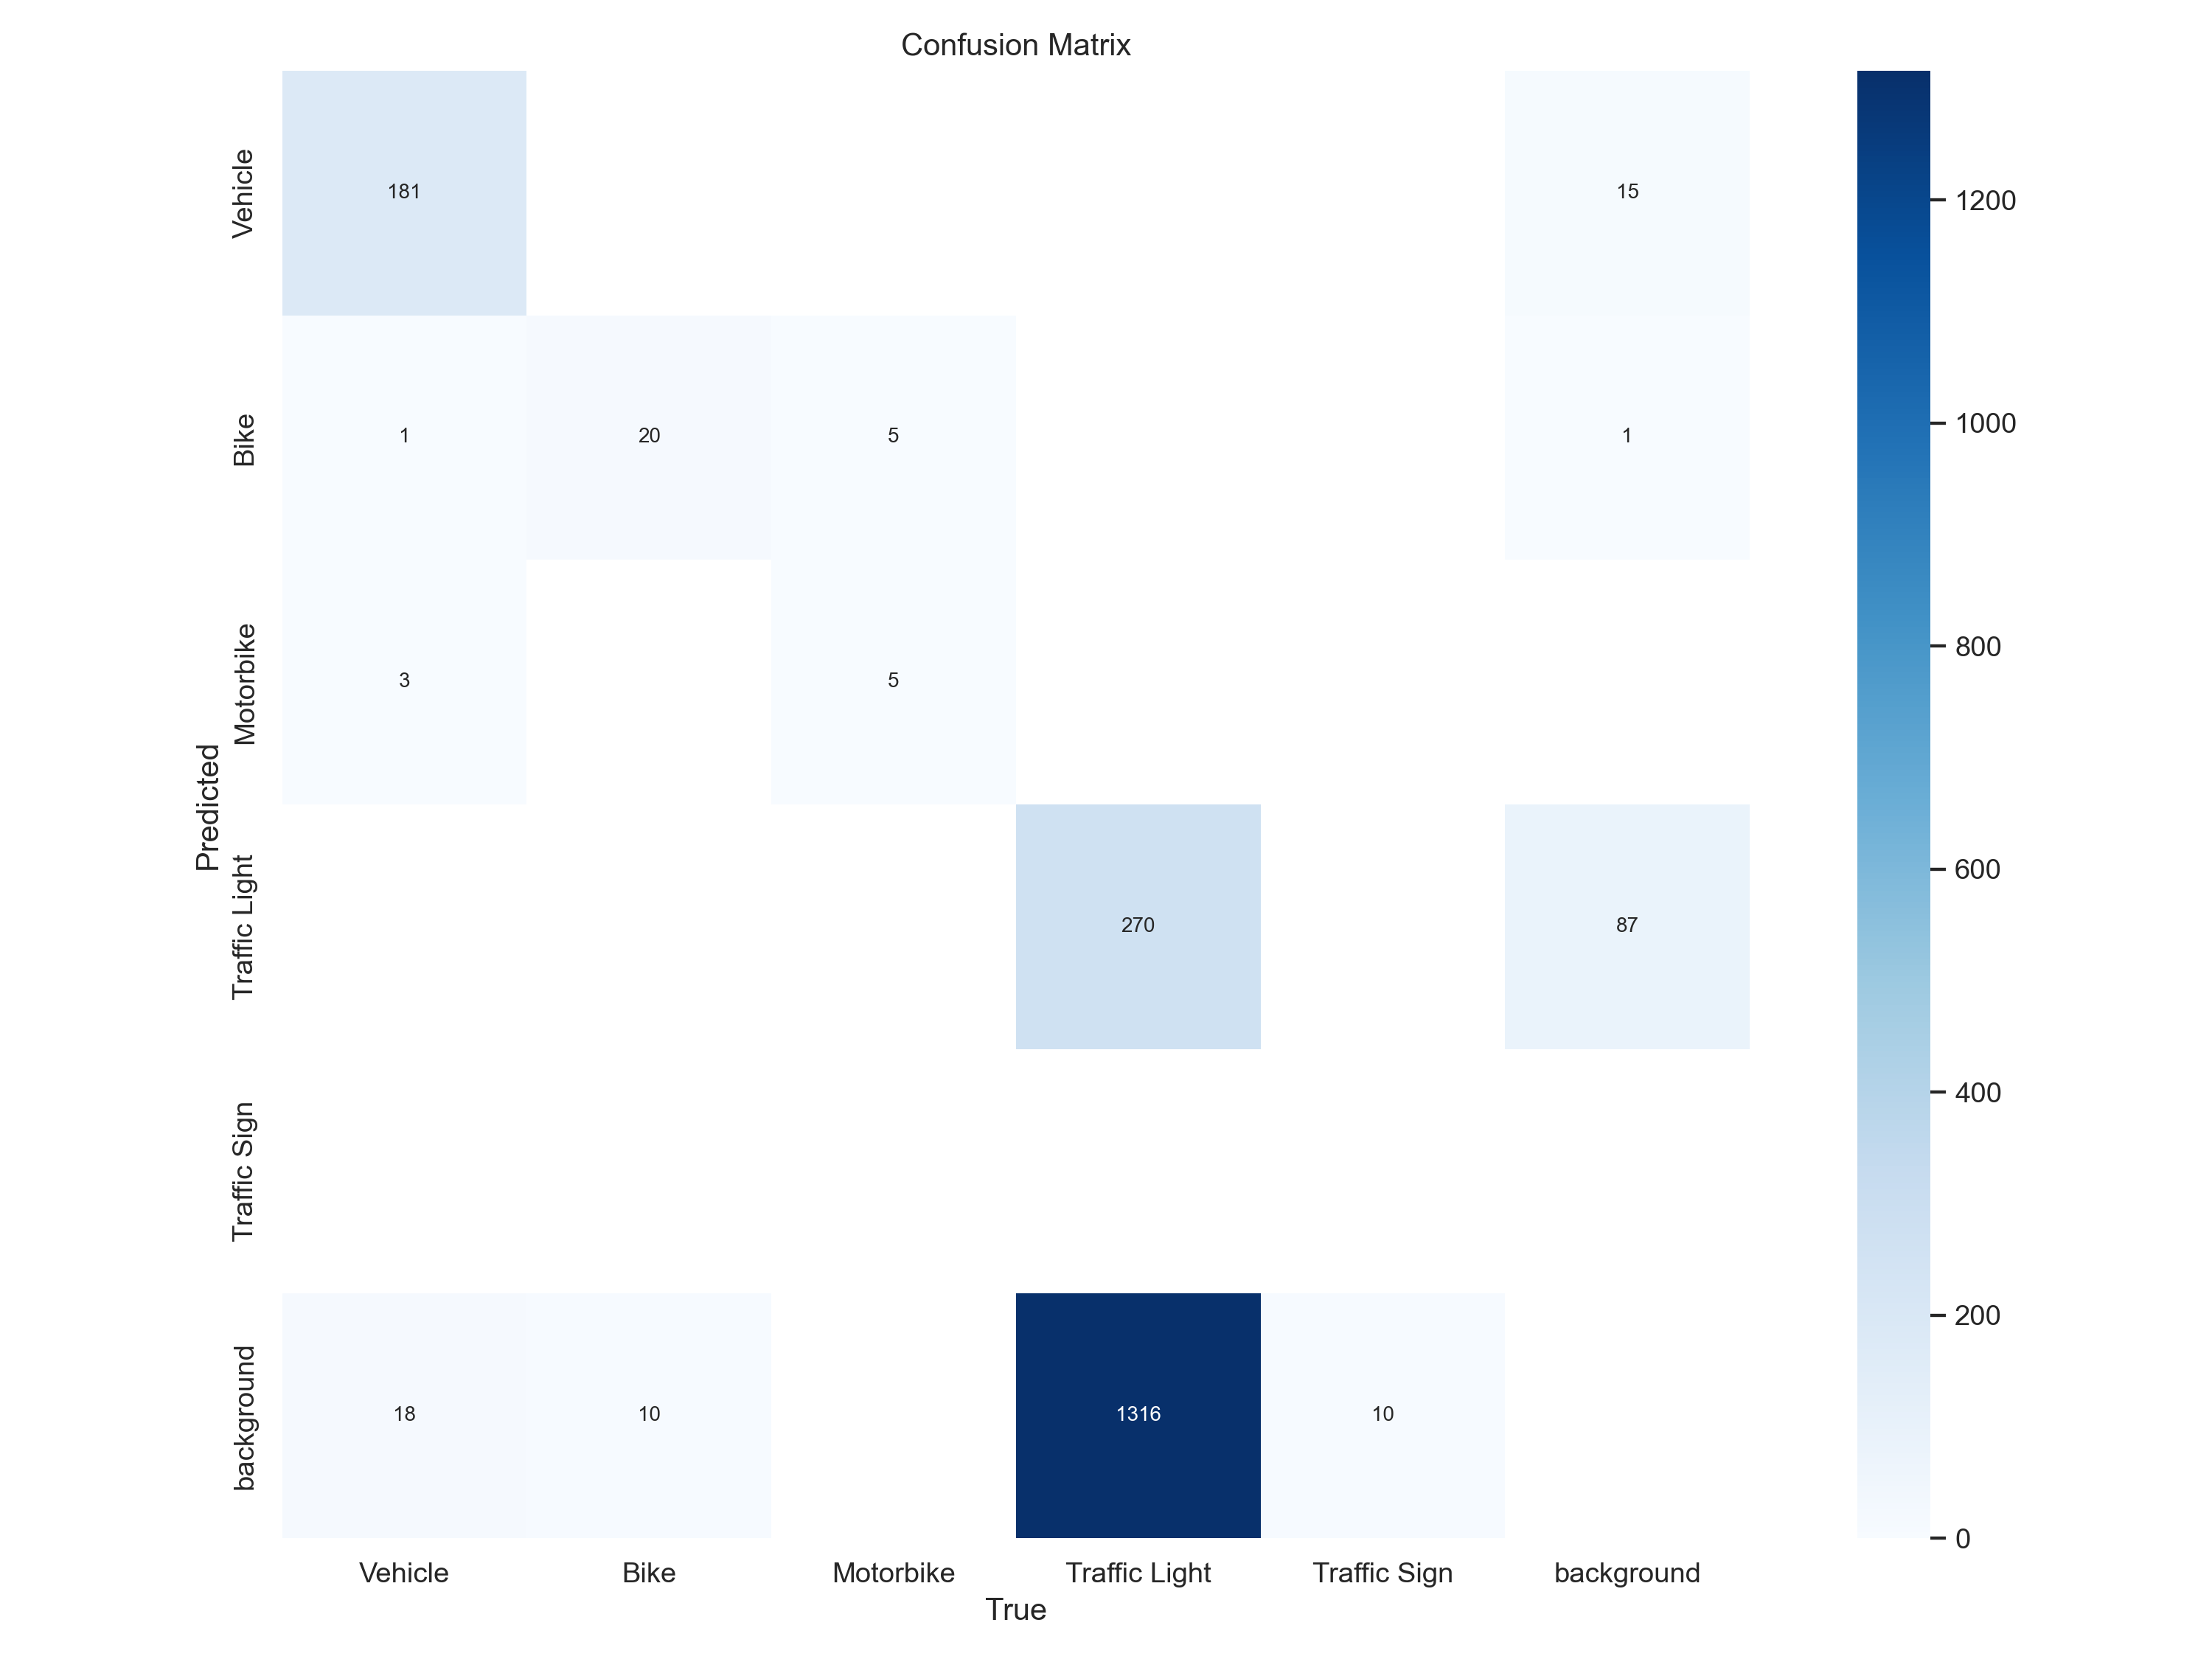 Confusion Matrix
Vehicle
181
15
1200
Bike
1
20
5
1
1000
Motorbike
3
5
800
Predicted
Traffic Light
270
87
600
Traffic Sign
400
background
18
10
1316
10
200
0
Vehicle
Bike
Motorbike
Traffic Light
Traffic Sign
background
True